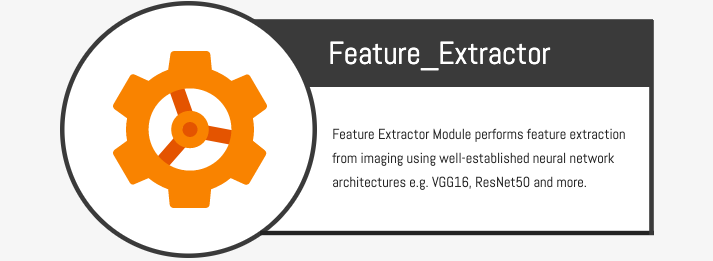 Feature_Extractor
Feature Extractor Module performs feature extraction
from imaging using well-established neural network
architectures e.g. VGG16, ResNet50 and more.